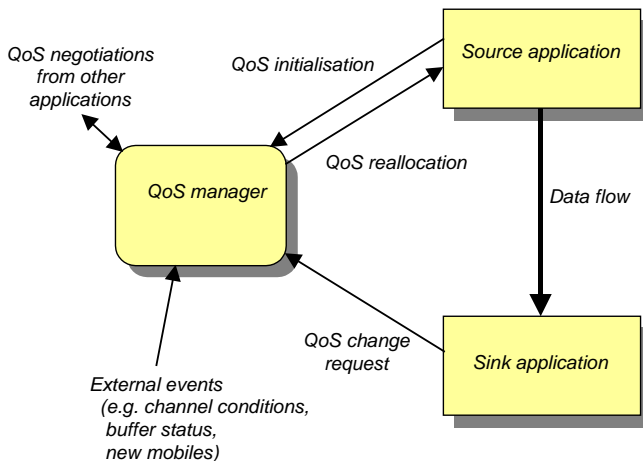 QoS negotiations
from other
applications
QoS initialisation
Source application
QoS reallocation
QoS manager
Data flow
QoS change
request
Sink application
External events
(e.g. channel conditions,
buffer status,
new mobiles)